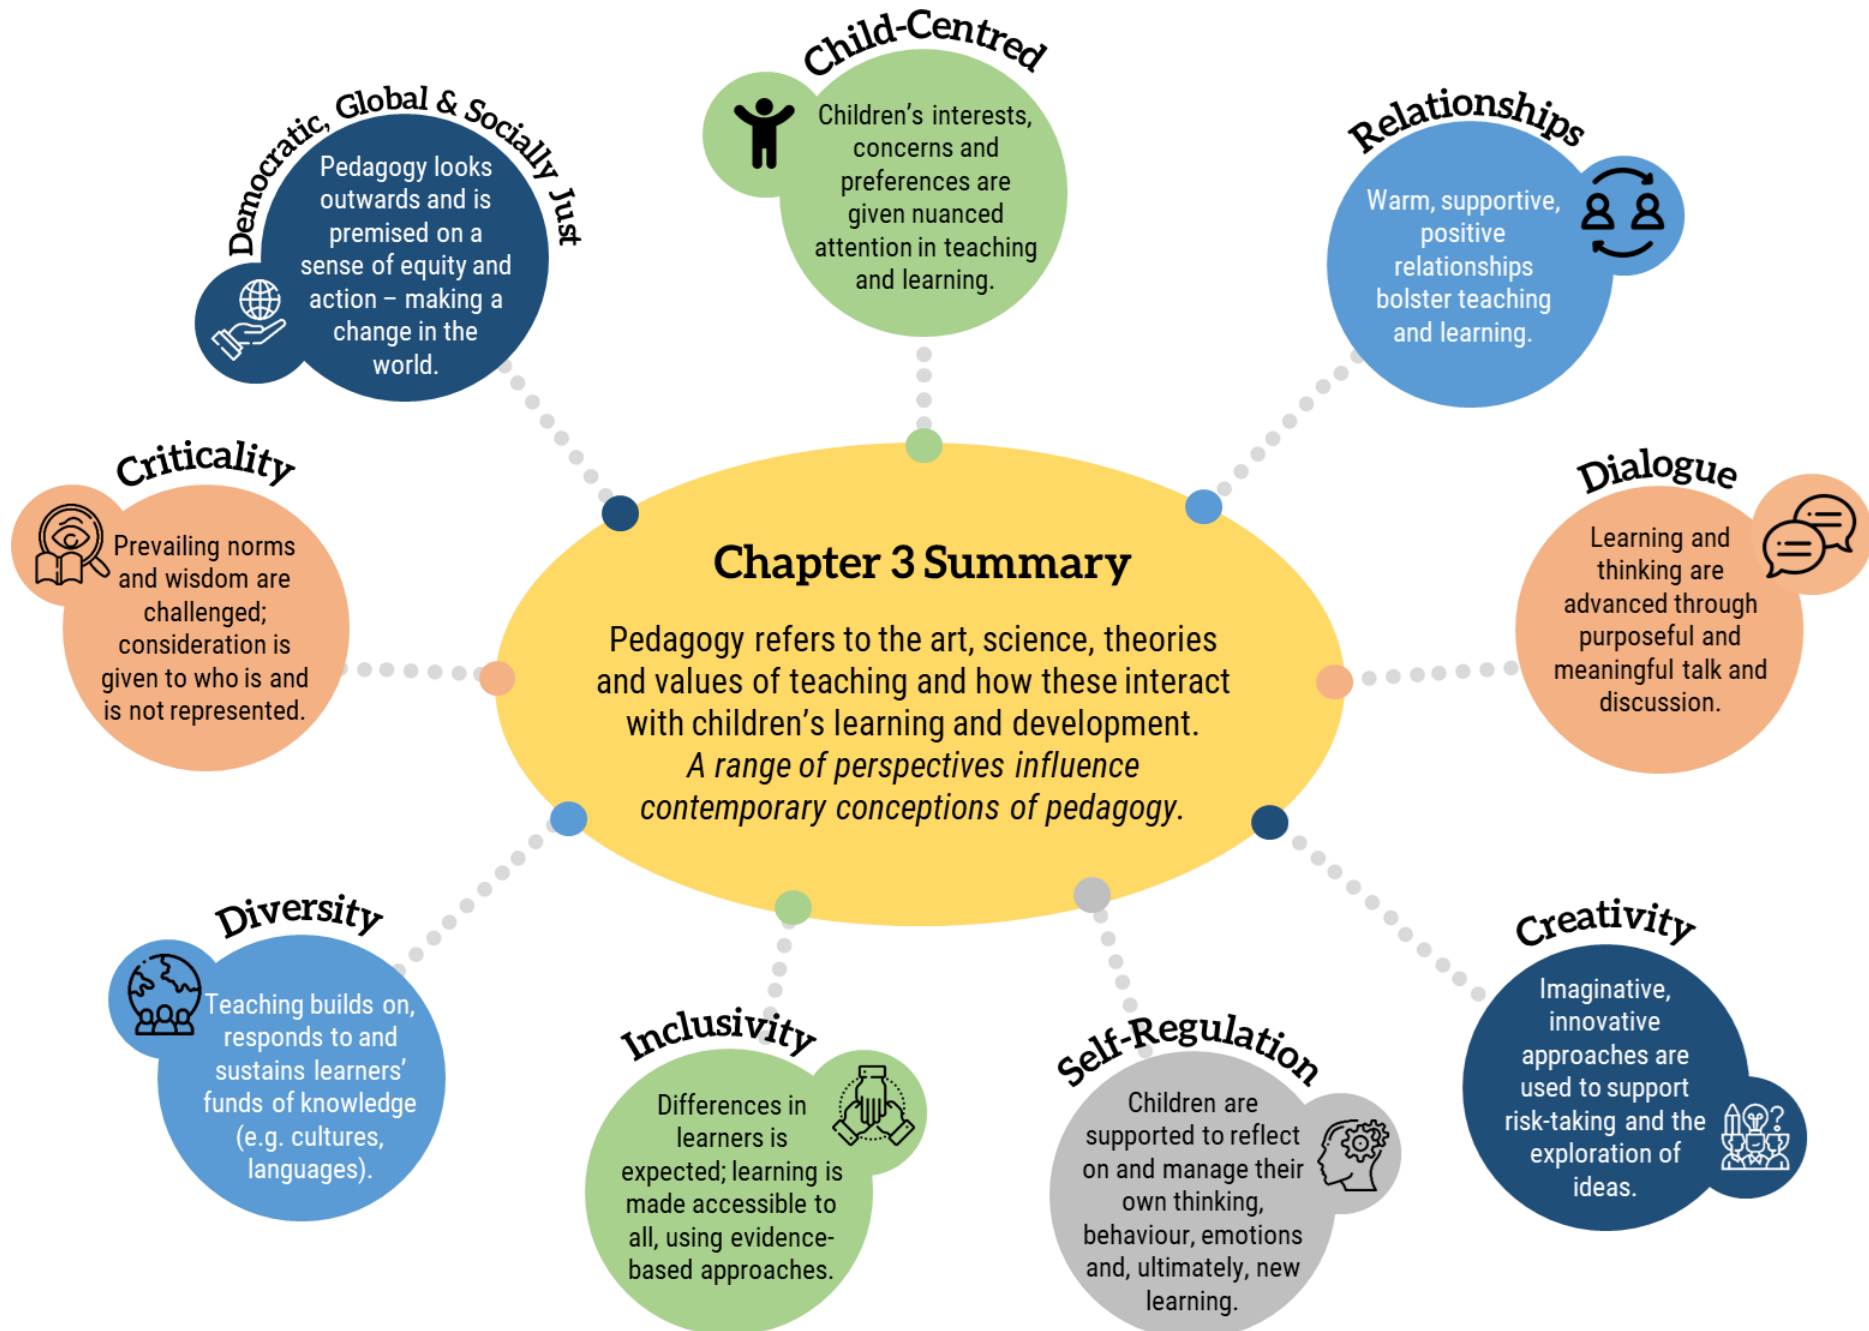 Child-Centred
Children's interests,
concerns and
preferences are
given nuanced
attention in teaching
and learning.
Relationships
Warm, supportive,
positive
relationships
bolster teaching
and learning.
Dialogue
Learning and
thinking are
advanced through
purposeful and
meaningful talk and
discussion.
Creativity
Imaginative,
innovative
approaches are
used to support
risk-taking and the
exploration of
ideas.
?
Self-Regulation
Children are
supported to reflect
on and manage their
own thinking,
behaviour, emotions
and, ultimately, new
learning.
Inclusivity
Differences in
learners is
expected; learning is
made accessible to
all, using evidence-
based approaches.
Diversity
Teaching builds on,
responds to and
sustains learners'
funds of knowledge
(e.g. cultures,
languages).
Criticality
Prevailing norms
and wisdom are
challenged;
consideration is
given to who is and
is not represented.
Democratic, Global & Socially Just
Pedagogy looks
outwards and is
premised on a
sense of equity and
action – making a
change in the
world.
Chapter 3 Summary
Pedagogy refers to the art, science, theories
and values of teaching and how these interact
with children's learning and development.
A range of perspectives influence
contemporary conceptions of pedagogy.